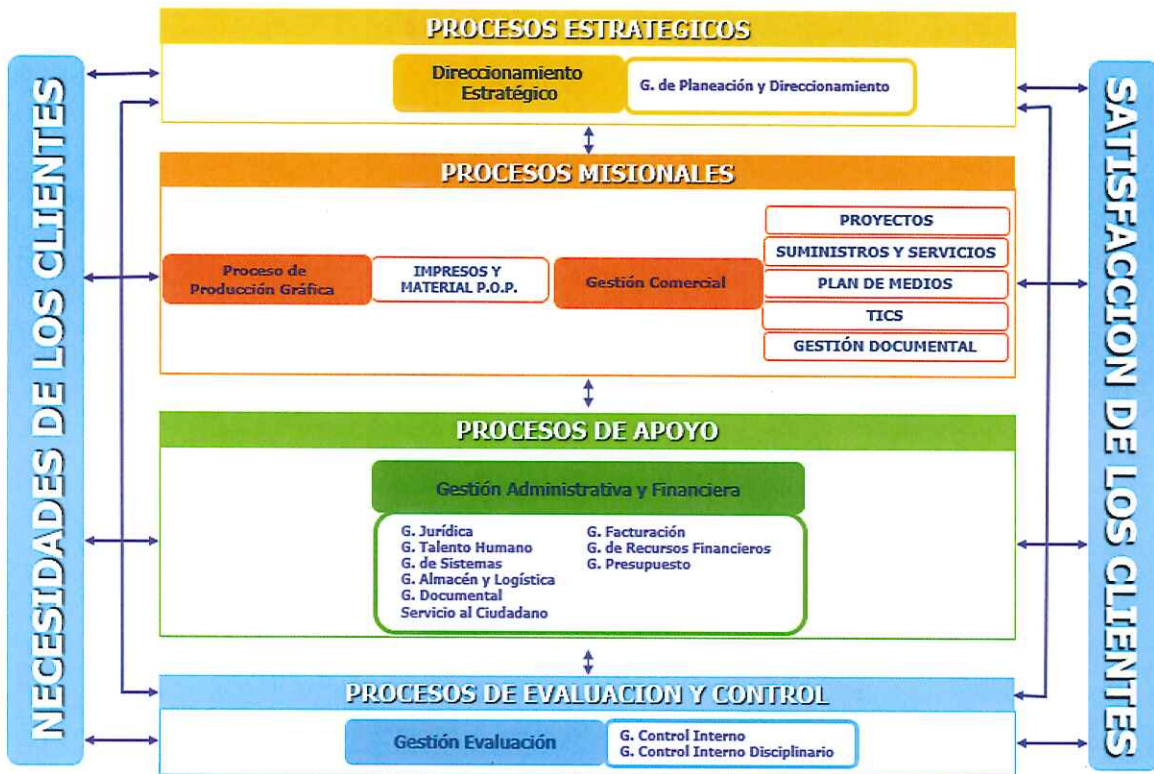 PROCESOS ESTRATEGICOS
Direccionamiento
Estratégico
G. de Planeación y Direccionamiento
NECESIDADES DE LOS CLIENTES
SATISFACCION DE LOS CLIENTES
PROCESOS MISIONALES
Proceso de
Producción Gráfica
IMPRESOS Y
MATERIAL P.O.P.
Gestión Comercial
PROYECTOS
SUMINISTROS Y SERVICIOS
PLAN DE MEDIOS
TICS
GESTIÓN DOCUMENTAL
PROCESOS DE APOYO
Gestión Administrativa y Financiera
G. Jurídica
G. Talento Humano
G. de Sistemas
G. Almacén y Logística
G. Documental
Servicio al Ciudadano
G. Facturación
G. de Recursos Financieros
G. Presupuesto
PROCESOS DE EVALUACION Y CONTROL
Gestión Evaluación
G. Control Interno
G. Control Interno Disciplinario